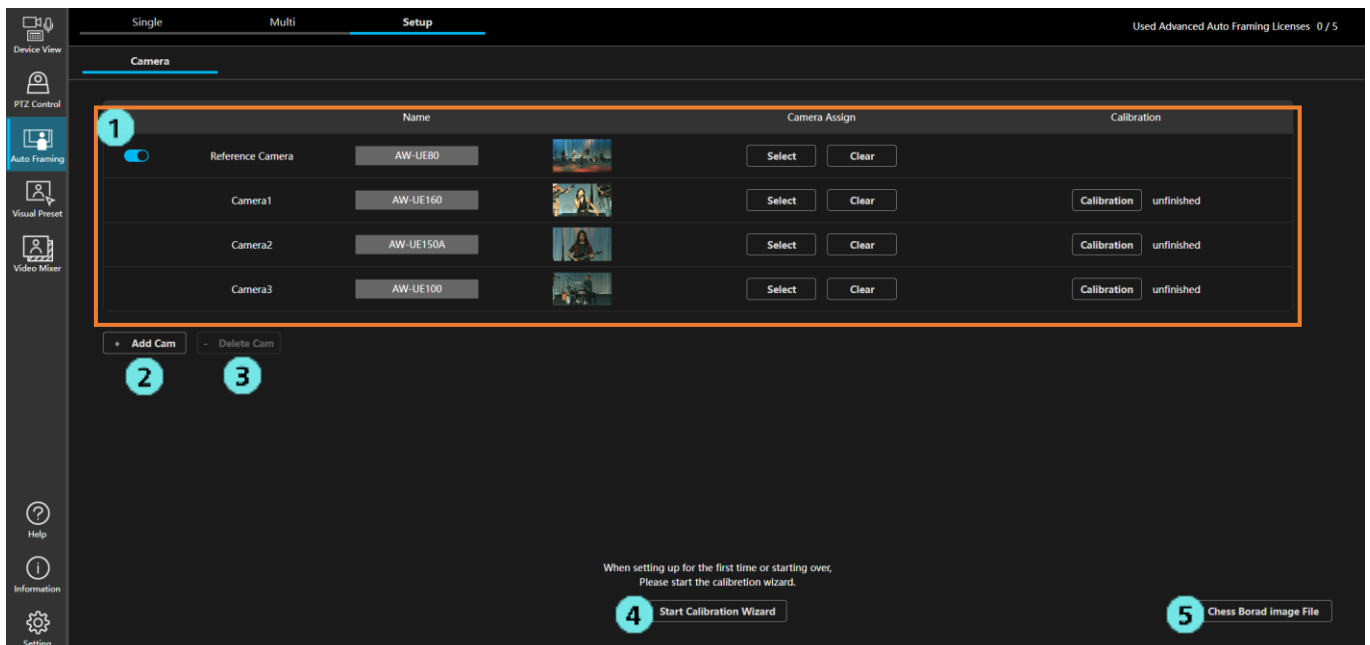 Single Multi Setup Used Advanced Auto Framing Licenses 0 / 5
Device View
Camera
PTZ Control
1 Name Camera Assign Calibration
Auto Framing Reference Camera AW-UE80 Select Clear
Visual Preset Camera1 AW-UE160 Select Clear Calibration unfinished
Camera2 AW-UE150A Select Clear Calibration unfinished
Video Mixer
Camera3 AW-UE100 Select Clear Calibration unfinished
+ Add Cam - Delete Cam
2 3
Help
When setting up for the first time or starting over,
Please start the calibretion wizard.
Information
4 Start Calibration Wizard 5 Chess Borad image File
Setting